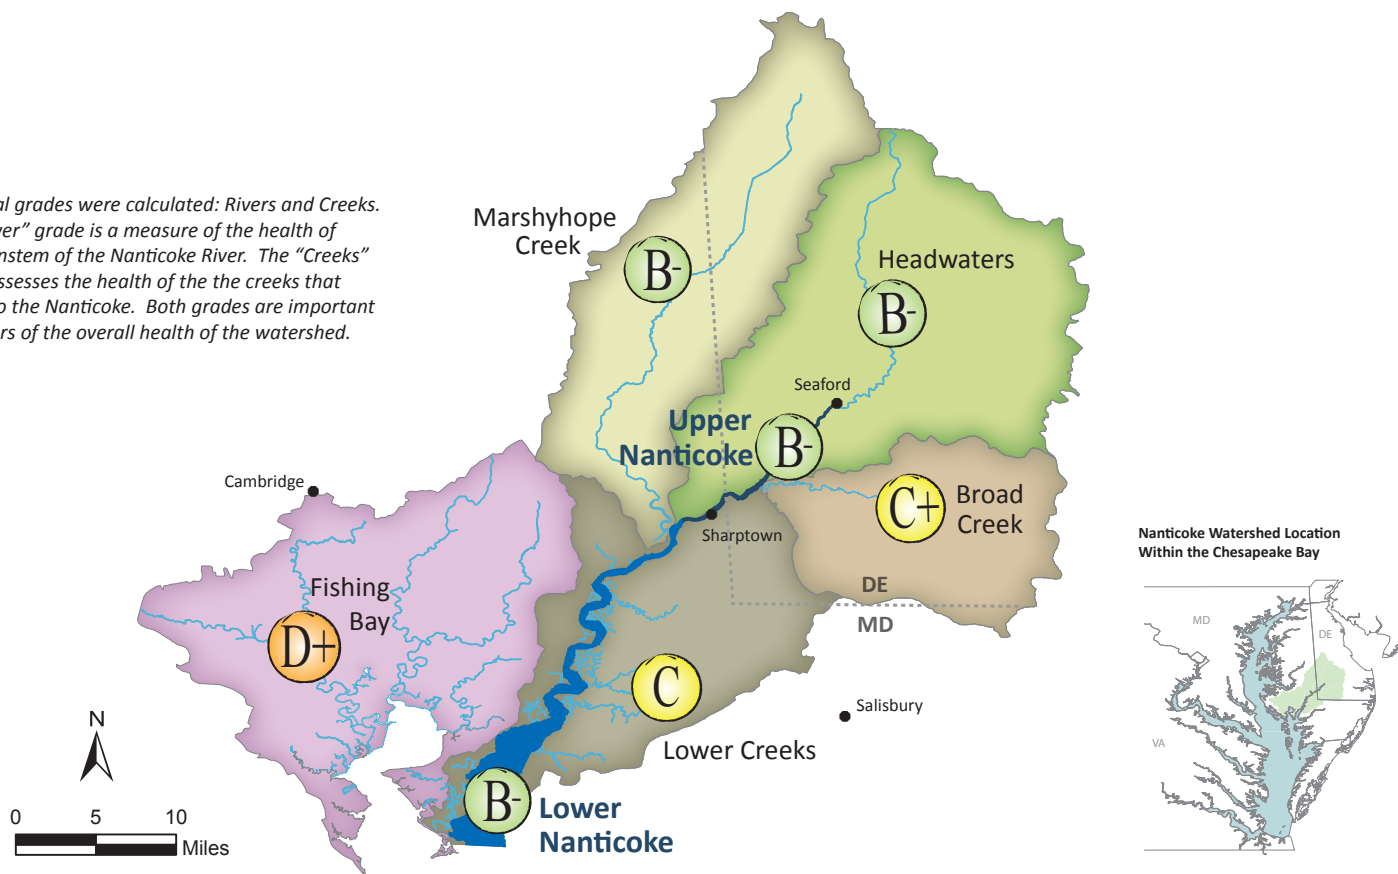 al grades were calculated: Rivers and Creeks.
ver” grade is a measure of the health of
nstem of the Nanticoke River. The “Creeks”
ssesses the health of the the creeks that
o the Nanticoke. Both grades are important
rs of the overall health of the watershed.
Marshyhope
Creek
B-
Headwaters
B-
Seaford
Upper
Nanticoke
B-
Cambridge
Sharptown
C+
Broad
Creek
DE
MD
Fishing
Bay
D+
C
Salisbury
Lower Creeks
B-
Lower
Nanticoke
N
0 5 10
Miles
Nanticoke Watershed Location
Within the Chesapeake Bay
MD
DE
VA